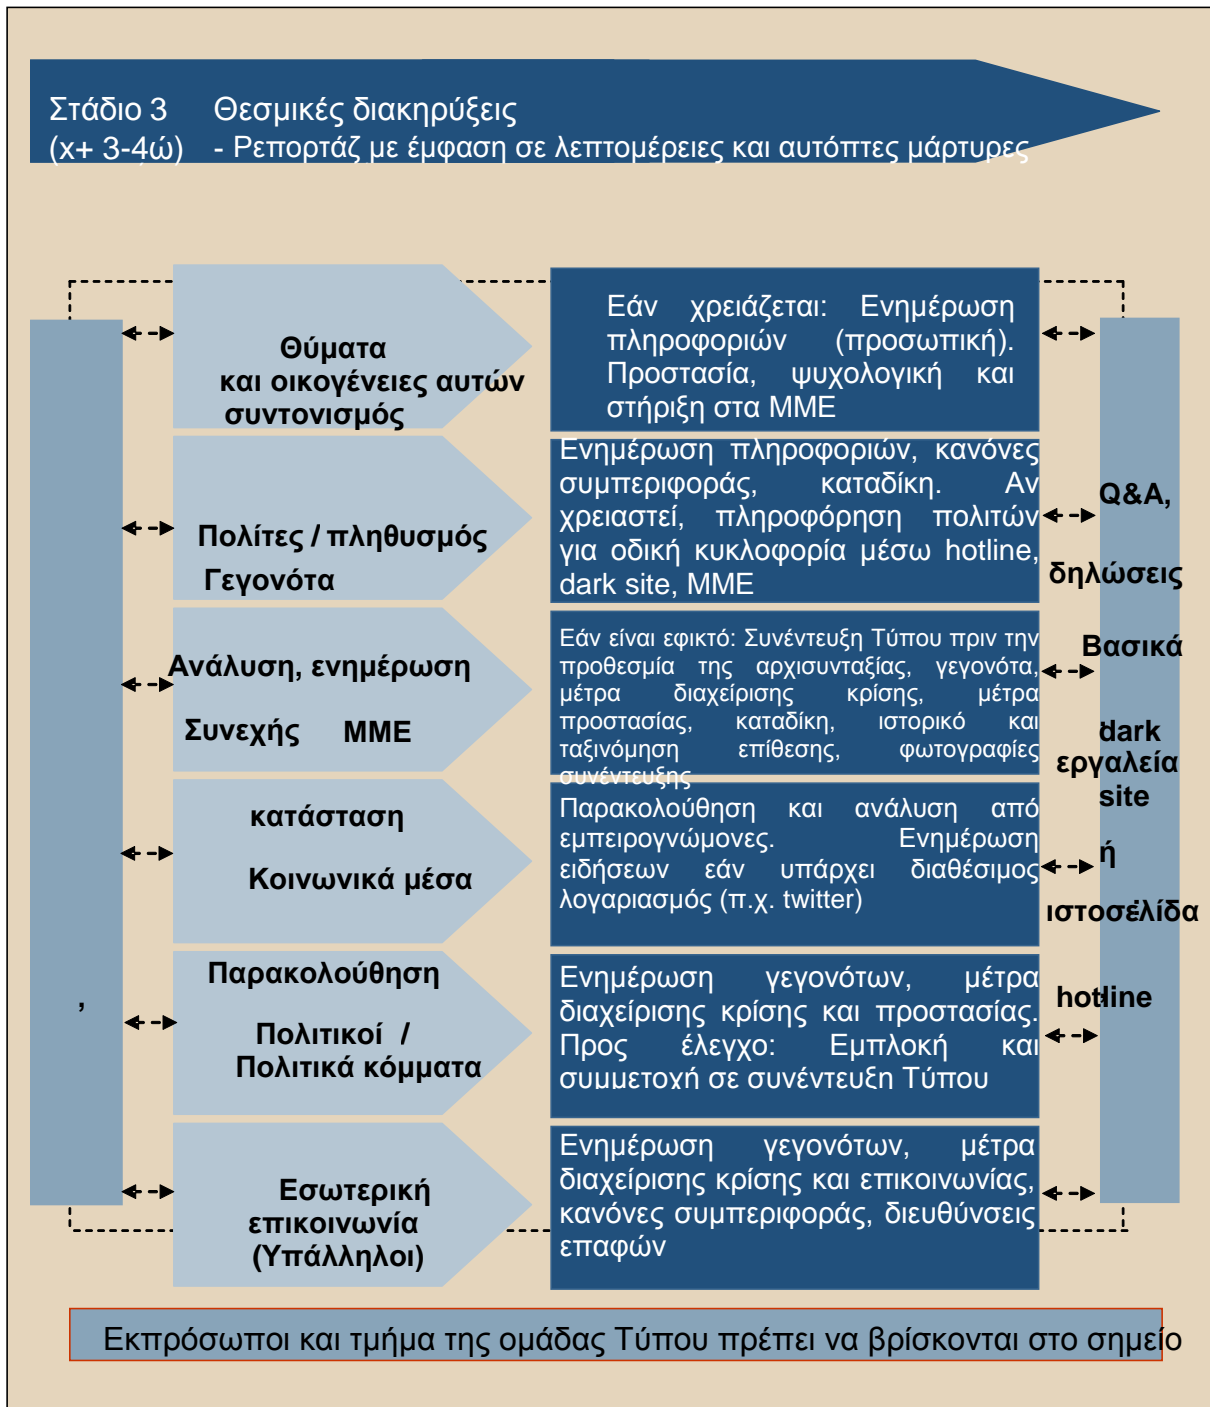 Στάδιο 3 Θεσμικές διακηρύξεις
(x+ 3-4ώ) - Ρεπορτάζ με έμφαση σε λεπτομέρειες και αυτόπτες μάρτυρες
Θύματα
και οικογένειες αυτών
συντονισμός
Εάν χρειάζεται: Ενημέρωση
πληροφοριών (προσωπική).
Προστασία, ψυχολογική και
στήριξη στα ΜΜΕ
Πολίτες / πληθυσμός
Γεγονότα
Ενημέρωση πληροφοριών, κανόνες
συμπεριφοράς, καταδίκη. Αν
χρειαστεί, πληροφόρηση πολιτών
για οδική κυκλοφορία μέσω hotline,
dark site, ΜΜΕ
Ανάλυση, ενημέρωση
Συνεχής ΜΜΕ
Εάν είναι εφικτό: Συνέντευξη Τύπου πριν την
προθεσμία της αρχισυνταξίας, γεγονότα,
μέτρα διαχείρισης κρίσης, μέτρα
προστασίας, καταδίκη, ιστορικό και
ταξινόμηση επίθεσης, φωτογραφίες
συνέντευξης
κατάσταση
Κοινωνικά μέσα
Παρακολούθηση και ανάλυση από
εμπειρογνώμονες. Ενημέρωση
ειδήσεων εάν υπάρχει διαθέσιμος
λογαριασμός (π.χ. twitter)
Παρακολούθηση
,
Πολιτικοί /
Πολιτικά κόμματα
Ενημέρωση γεγονότων, μέτρα
διαχείρισης κρίσης και προστασίας.
Προς έλεγχο: Εμπλοκή και
συμμετοχή σε συνέντευξη Τύπου
Εσωτερική
επικοινωνία
(Υπάλληλοι)
Ενημέρωση γεγονότων, μέτρα
διαχείρισης κρίσης και επικοινωνίας,
κανόνες συμπεριφοράς, διευθύνσεις
επαφών
Q&A,
δηλώσεις
Βασικά
dark
εργαλεία
site
ή
ιστοσελίδα
hotline
Εκπρόσωποι και τμήμα της ομάδας Τύπου πρέπει να βρίσκονται στο σημείο